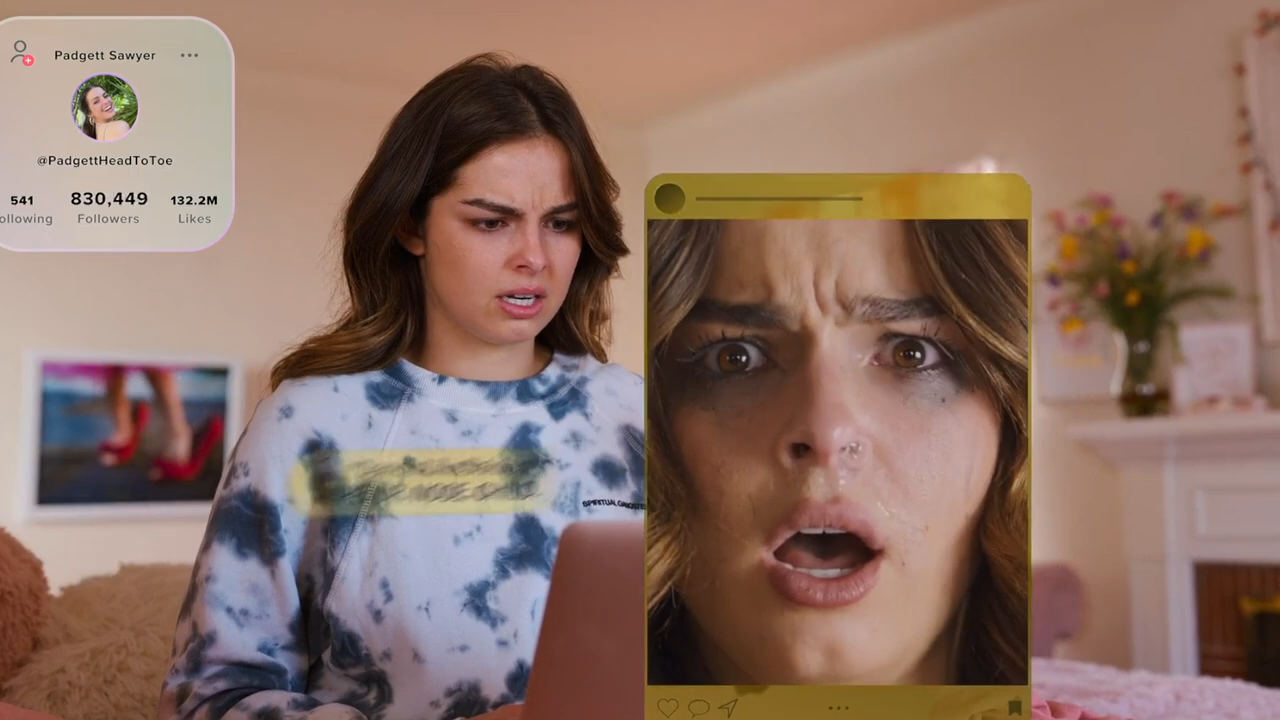 Padgett Sawyer
@PadgettHeadToToe
541
830,449
132.2M
ollowing
Followers
Likes